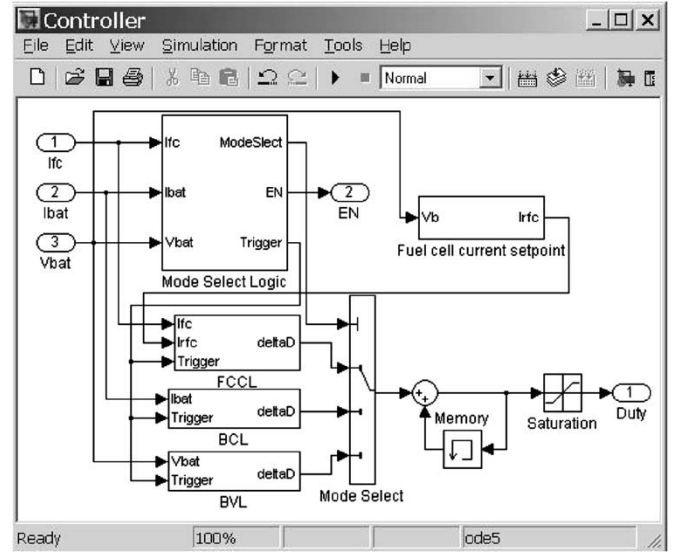 Controller
File Edit View Simulation Format Tools Help
Normal
1
Ifc
2
Ibat
3
Vbat
Ifc ModeSlect
Ibat EN
Vbat Trigger
Mode Select Logic
2
EN
Vb Irfc
Fuel cell current setpoint
Ifc
Irfc deltaD
Trigger
FCCL
Ibat
Trigger deltaD
BCL
Vbat
Trigger deltaD
BVL
Mode Select
+
+
Memory
Saturation
1
Duty
Ready 100% ode5